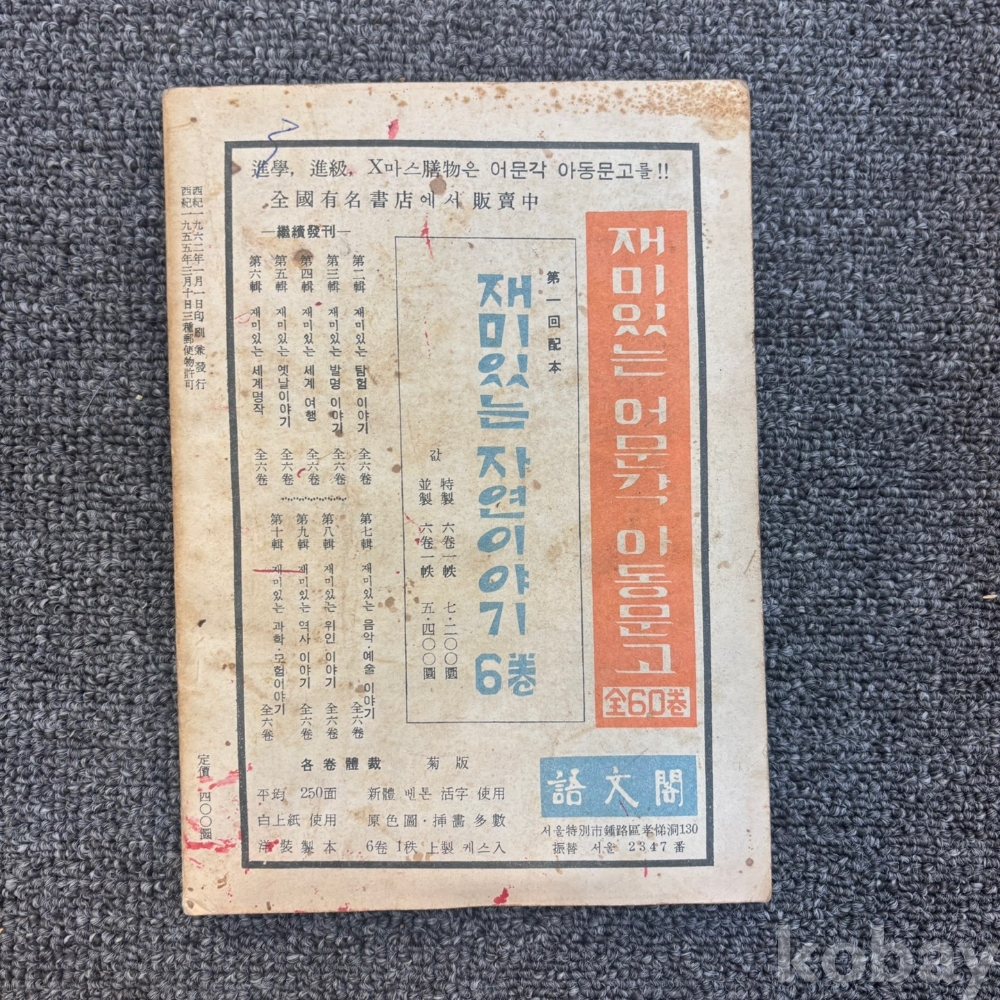 進學, 進級, X마스膳物은 어문각 아동문고를!!
全國有名書店에서 販賣中
재미있는 어문각 아동문고
全60卷
第一回配本
재미있는 자연이야기 6卷
값
特製 六卷一帙 七·二〇〇圜
並製 六卷一帙 五·四〇〇圜
—繼續發刊—
第二輯 재미있는 탐험 이야기 全六卷
第三輯 재미있는 발명 이야기 全六卷
第四輯 재미있는 세계 여행 全六卷
第五輯 재미있는 옛날이야기 全六卷
第六輯 재미있는 세계명작 全六卷
第七輯 재미있는 음악·예술 이야기 全六卷
第八輯 재미있는 위인 이야기 全六卷
第九輯 재미있는 역사 이야기 全六卷
第十輯 재미있는 과학·모험이야기 全六卷
各卷體裁 菊版
平均 250面 新體 벤톤 活字 使用
白上紙 使用 原色圖·挿畵 多數
洋裝製本 6卷 1秩 上製 케스入
語文閣
서울特別市鍾路區孝悌洞130
振替 서울 2347番
西紀一九六二年一月一日印刷兼發行
西紀一九五五年三月十日三種郵便物許可
定價 四〇〇圜
kobay